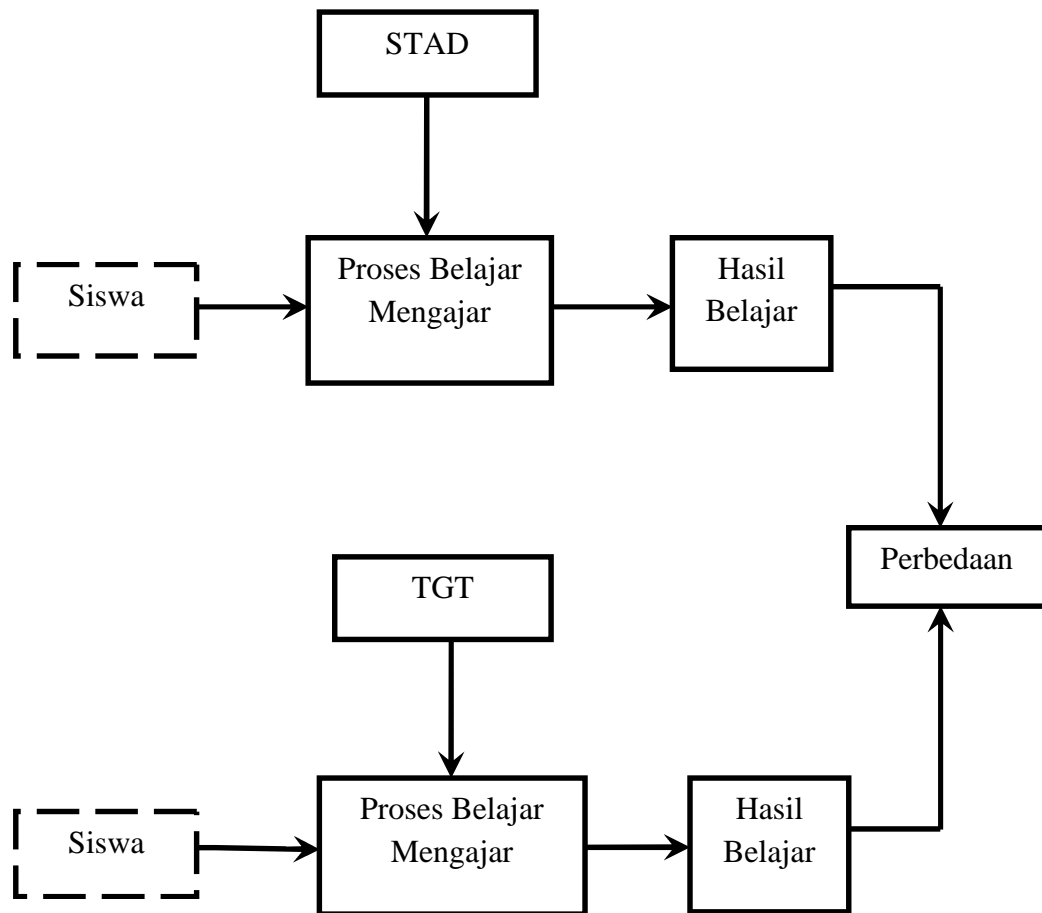 STAD
Siswa
Proses Belajar
Mengajar
Hasil
Belajar
Perbedaan
TGT
Siswa
Proses Belajar
Mengajar
Hasil
Belajar